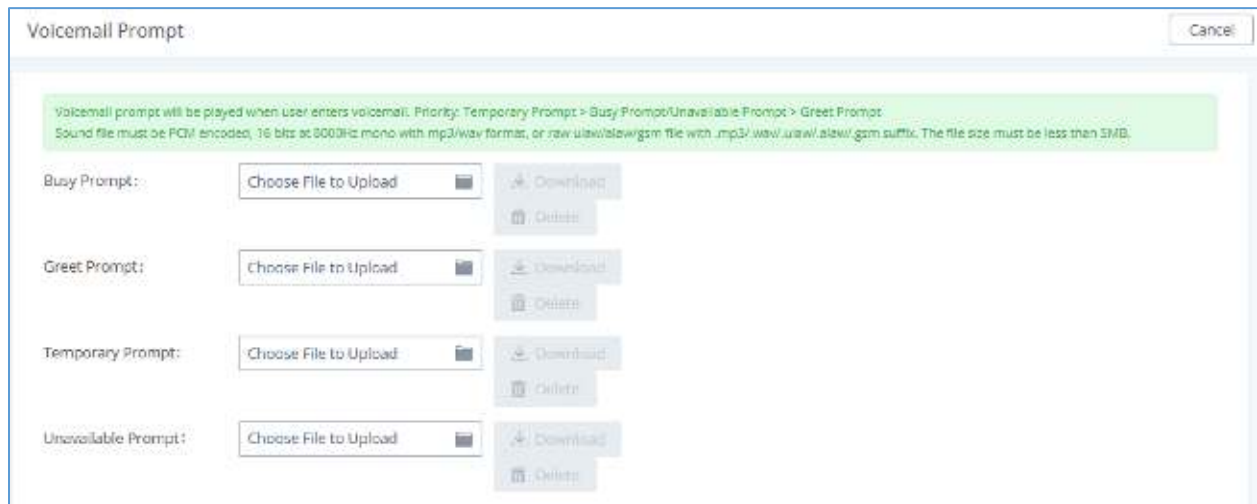 Voicemail Prompt
Cancel
Voicemail prompt will be played when user enters voicemail. Priority: Temporary Prompt > Busy Prompt/Unavailable Prompt > Greet Prompt
Sound file must be PCM encoded, 16 bits at 8000Hz mono with mp3/wav format, or raw ulaw/alaw/gsm file with .mp3/.wav/.ulaw/.alaw/.gsm suffix. The file size must be less than 5MB.
Busy Prompt:
Choose File to Upload
Download
Delete
Greet Prompt:
Choose File to Upload
Download
Delete
Temporary Prompt:
Choose File to Upload
Download
Delete
Unavailable Prompt:
Choose File to Upload
Download
Delete